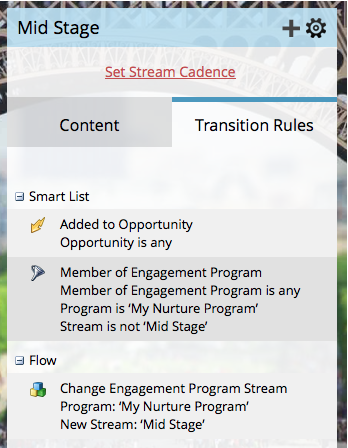 Mid Stage
Set Stream Cadence
Content
Transition Rules
Smart List
Added to Opportunity
Opportunity is any
Member of Engagement Program
Member of Engagement Program is any
Program is ‘My Nurture Program’
Stream is not ‘Mid Stage’
Flow
Change Engagement Program Stream
Program: ‘My Nurture Program’
New Stream: ‘Mid Stage’